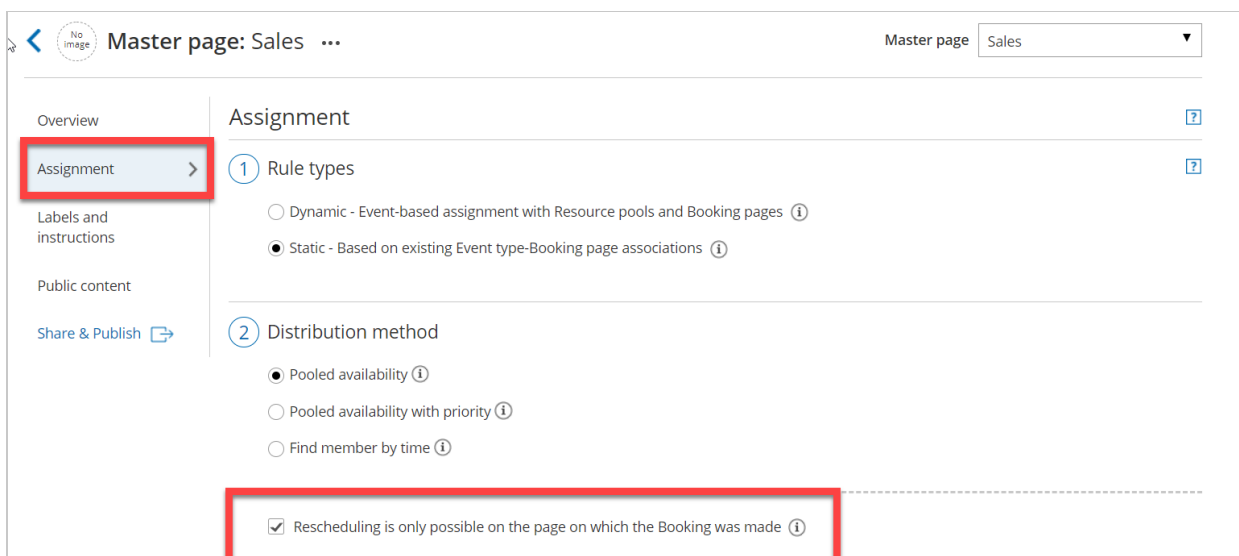 No image
Master page: Sales ...
Master page Sales
Overview
Assignment
Labels and
instructions
Public content
Share & Publish
Assignment
?
1 Rule types
?
Dynamic - Event-based assignment with Resource pools and Booking pages i
Static - Based on existing Event type-Booking page associations i
2 Distribution method
Pooled availability i
Pooled availability with priority i
Find member by time i
Rescheduling is only possible on the page on which the Booking was made i